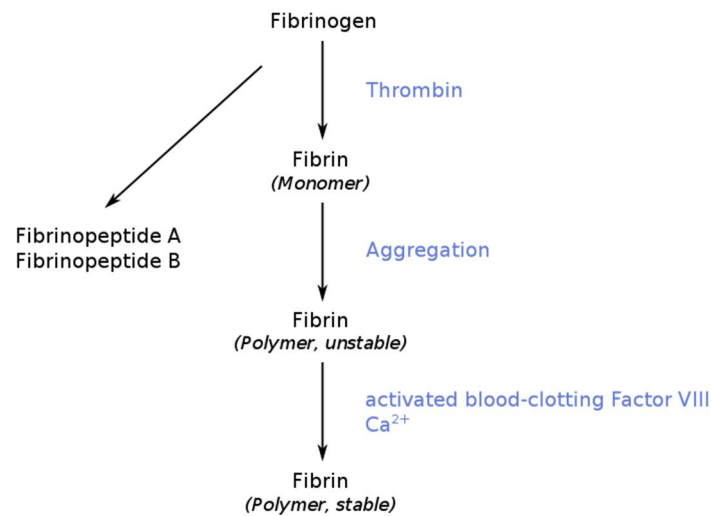 Fibrinogen
Thrombin
Fibrin
(Monomer)
Fibrinopeptide A
Fibrinopeptide B
Aggregation
Fibrin
(Polymer, unstable)
activated blood-clotting Factor VIII
Ca²⁺
Fibrin
(Polymer, stable)